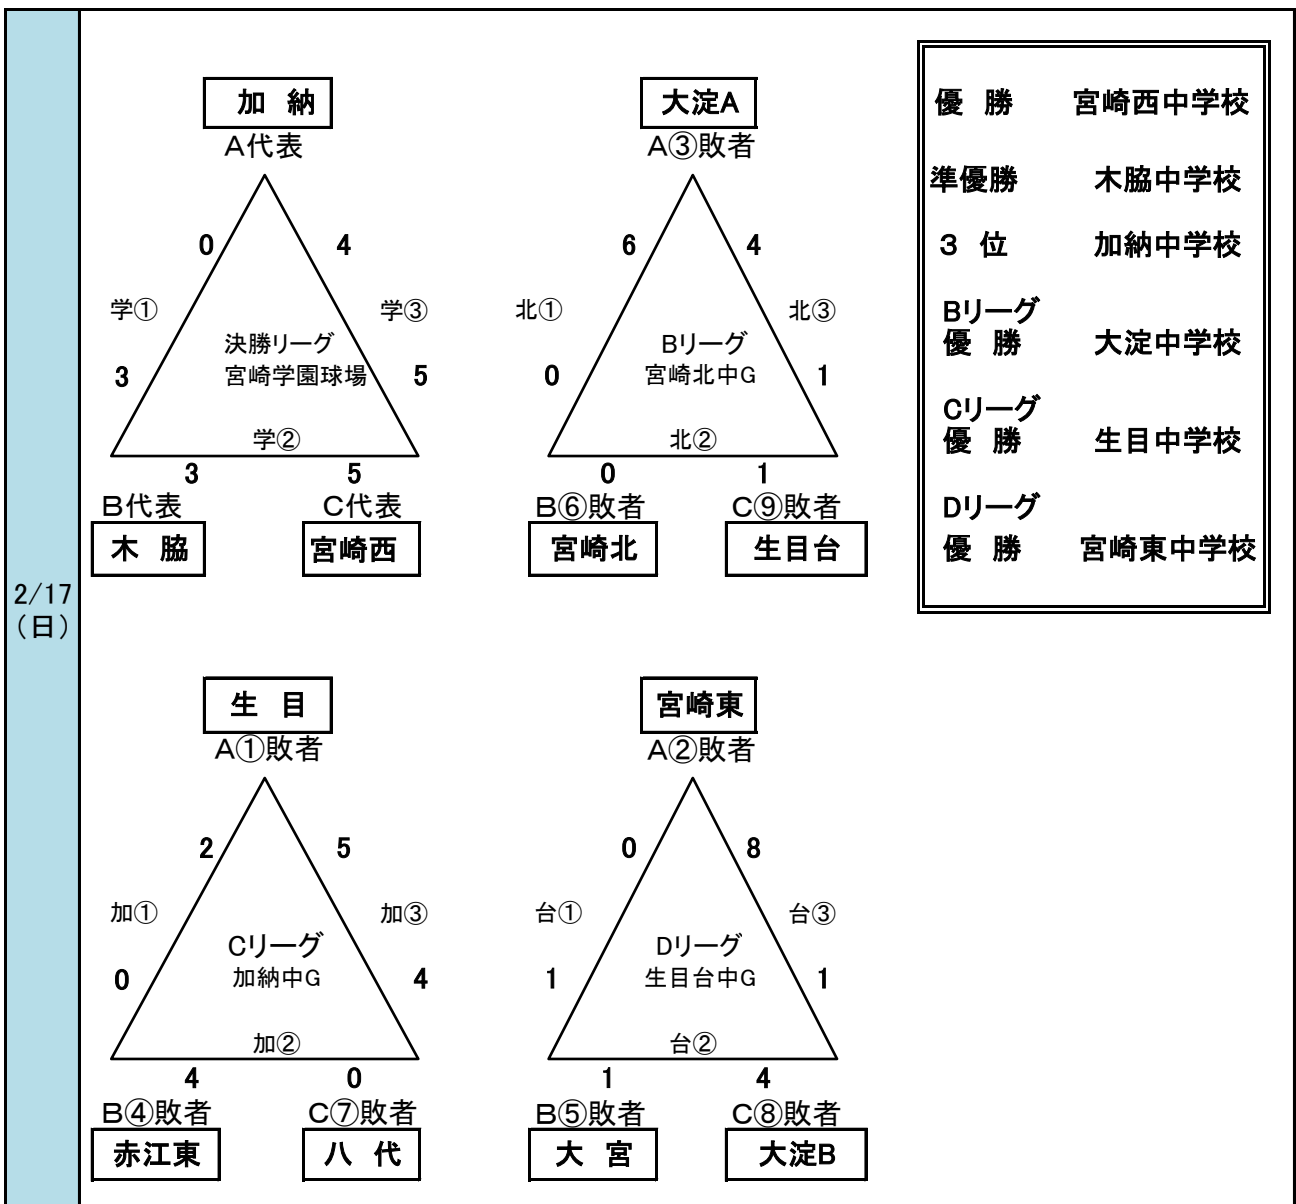 2/17
(日)
加 納
A代表
0
4
学①
学③
決勝リーグ
宮崎学園球場
3
5
学②
3
5
B代表
C代表
木 脇
宮崎西
大淀A
A③敗者
6
4
北①
北③
Bリーグ
宮崎北中G
0
1
北②
0
1
B⑥敗者
C⑨敗者
宮崎北
生目台
優 勝 宮崎西中学校
準優勝 木脇中学校
3 位 加納中学校
Bリーグ
優 勝 大淀中学校
Cリーグ
優 勝 生目中学校
Dリーグ
優 勝 宮崎東中学校
生 目
A①敗者
2
5
加①
加③
Cリーグ
加納中G
0
4
加②
4
0
B④敗者
C⑦敗者
赤江東
八 代
宮崎東
A②敗者
0
8
台①
台③
Dリーグ
生目台中G
1
1
台②
1
4
B⑤敗者
C⑧敗者
大 宮
大淀B